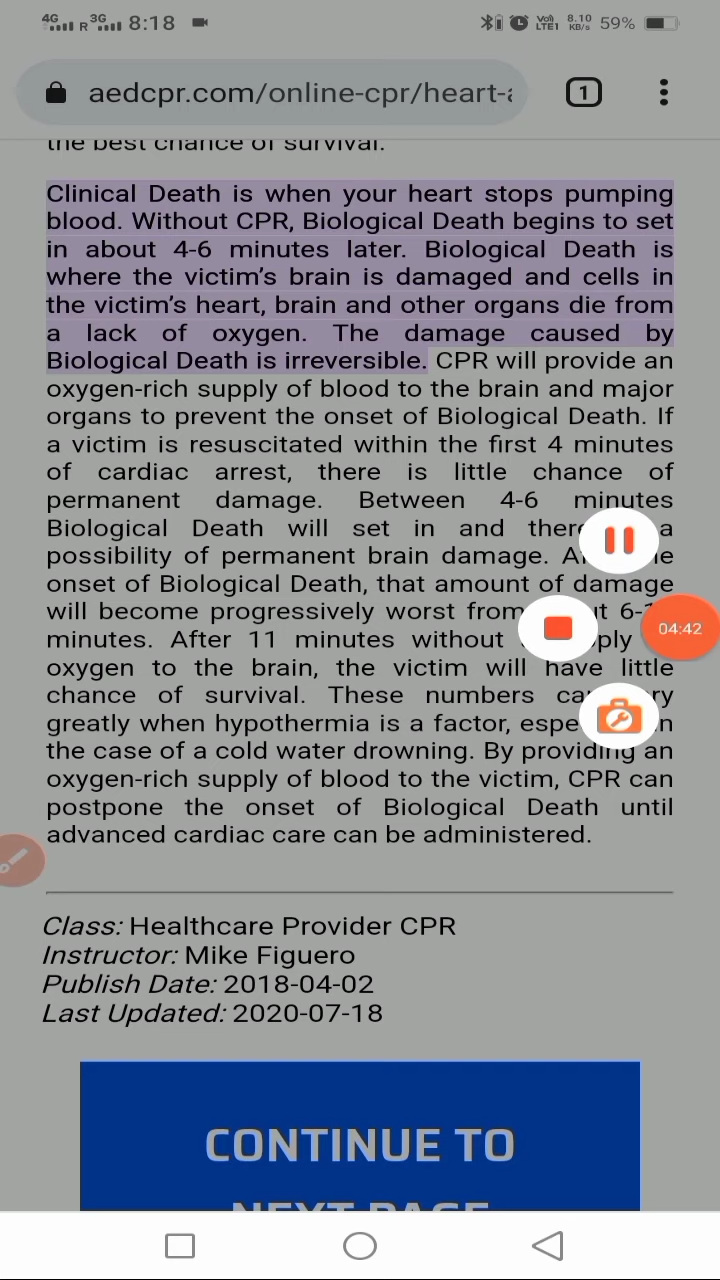 4G R 3G 8:18 Vol) LTE1 8.10 KB/s 59%
aedcpr.com/online-cpr/heart- 1
the best chance of survival.
Clinical Death is when your heart stops pumping
blood. Without CPR, Biological Death begins to set
in about 4-6 minutes later. Biological Death is
where the victim's brain is damaged and cells in
the victim's heart, brain and other organs die from
a lack of oxygen. The damage caused by
Biological Death is irreversible. CPR will provide an
oxygen-rich supply of blood to the brain and major
organs to prevent the onset of Biological Death. If
a victim is resuscitated within the first 4 minutes
of cardiac arrest, there is little chance of
permanent damage. Between 4-6 minutes
Biological Death will set in and there a
possibility of permanent brain damage.
onset of Biological Death, that amount of damage
will become progressively worst from 6-
minutes. After 11 minutes without
04:42
oxygen to the brain, the victim will have little
chance of survival. These numbers
greatly when hypothermia is a factor,
the case of a cold water drowning. By providing an
oxygen-rich supply of blood to the victim, CPR can
postpone the onset of Biological Death until
advanced cardiac care can be administered.
Class: Healthcare Provider CPR
Instructor: Mike Figuero
Publish Date: 2018-04-02
Last Updated: 2020-07-18
CONTINUE TO
NEXT PAGE